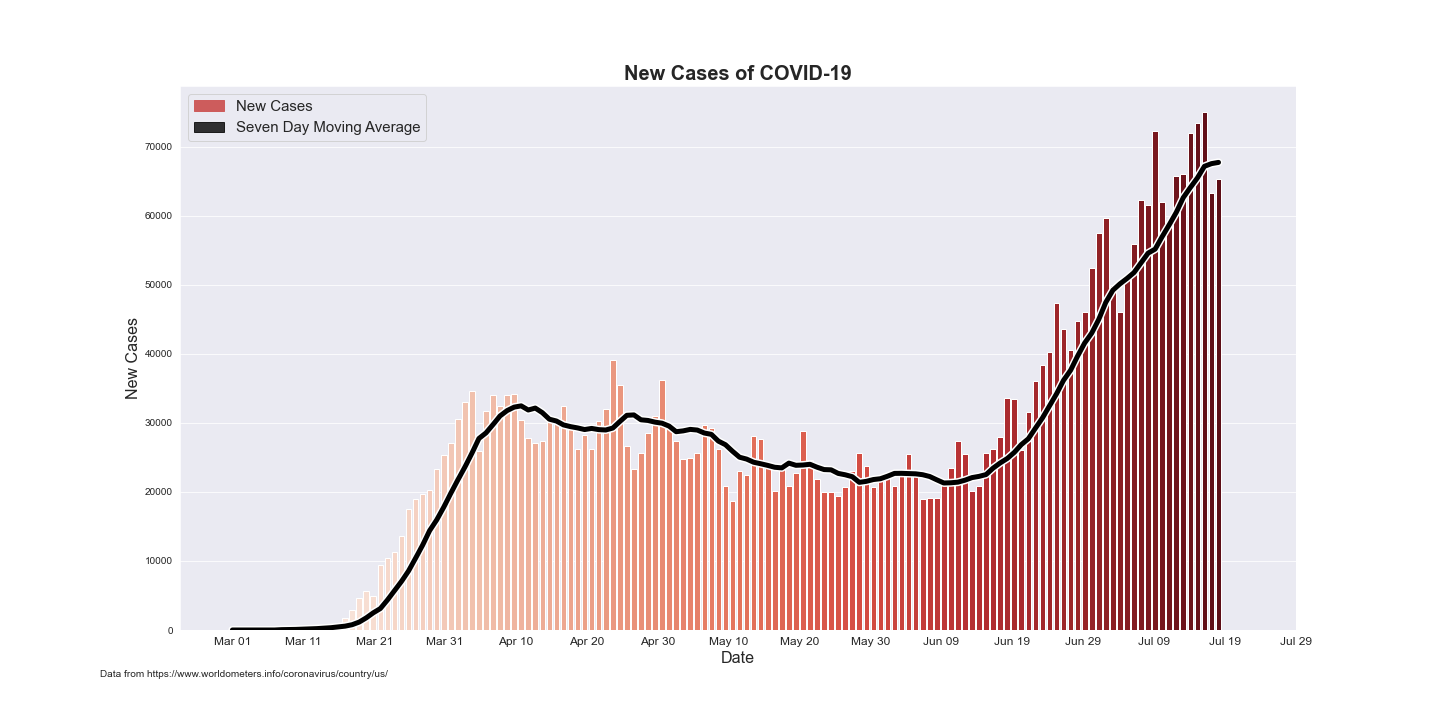 New Cases of COVID-19
New Cases
Seven Day Moving Average
70000
60000
50000
40000
30000
20000
10000
0
New Cases
Mar 01 Mar 11 Mar 21 Mar 31 Apr 10 Apr 20 Apr 30 May 10 May 20 May 30 Jun 09 Jun 19 Jun 29 Jul 09 Jul 19 Jul 29
Date
Data from https://www.worldometers.info/coronavirus/country/us/